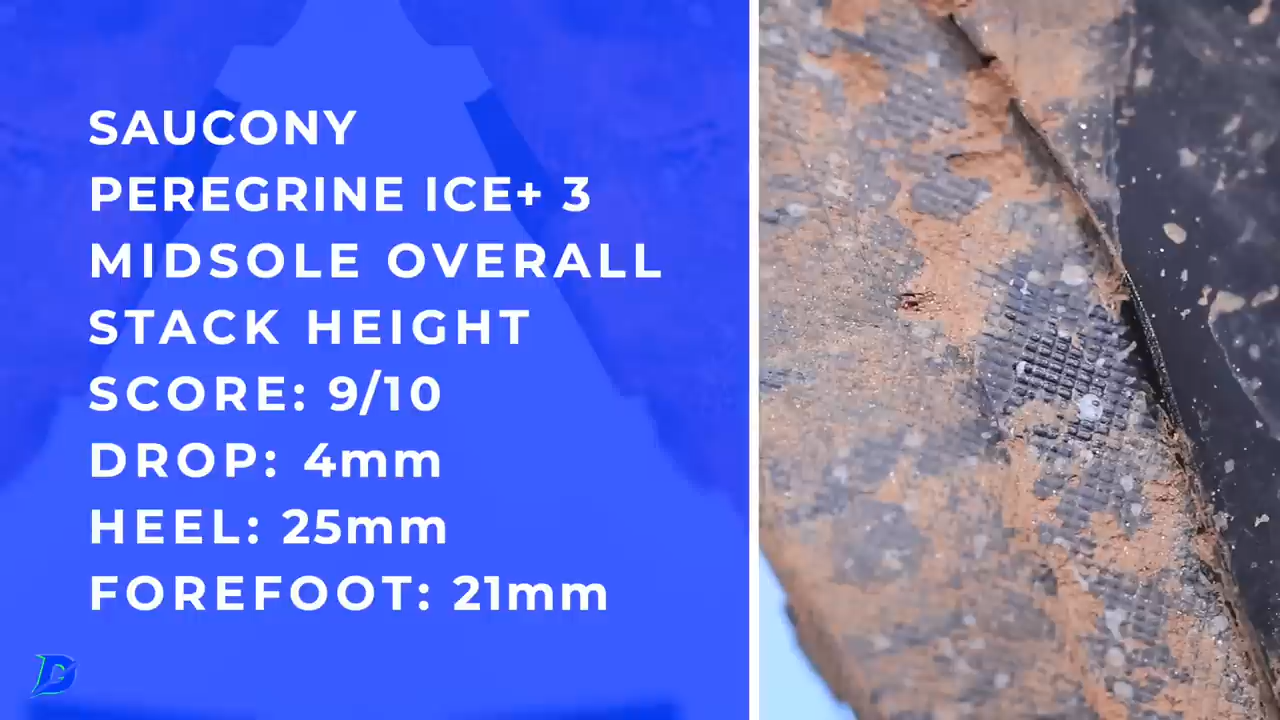 SAUCONY
PEREGRINE ICE+ 3
MIDSOLE OVERALL
STACK HEIGHT
SCORE: 9/10
DROP: 4mm
HEEL: 25mm
FOREFOOT: 21mm